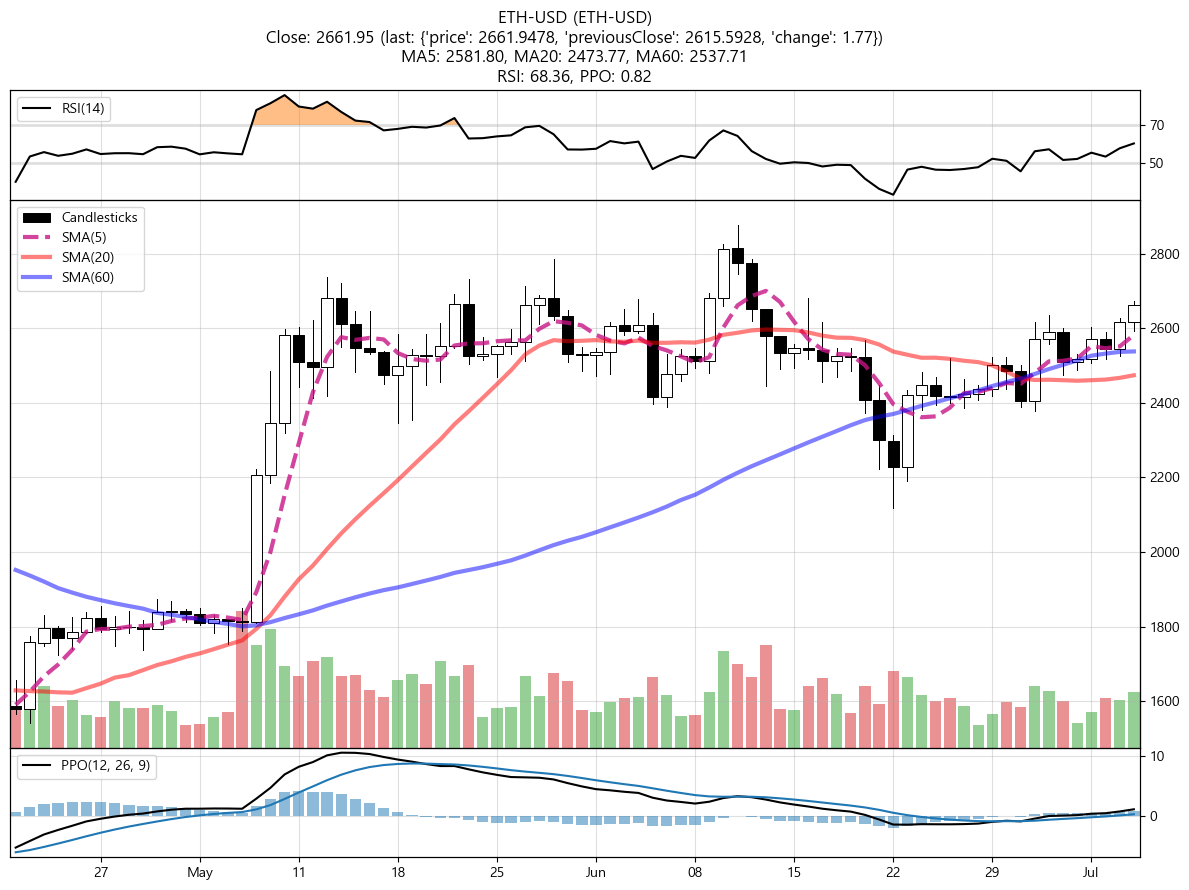 ETH-USD (ETH-USD)
Close: 2661.95 (last: {'price': 2661.9478, 'previousClose': 2615.5928, 'change': 1.77})
MA5: 2581.80, MA20: 2473.77, MA60: 2537.71
RSI: 68.36, PPO: 0.82
RSI(14)
70
50
Candlesticks
SMA(5)
SMA(20)
SMA(60)
2800
2600
2400
2200
2000
1800
1600
PPO(12, 26, 9)
10
0
27 May 11 18 25 Jun 08 15 22 29 Jul